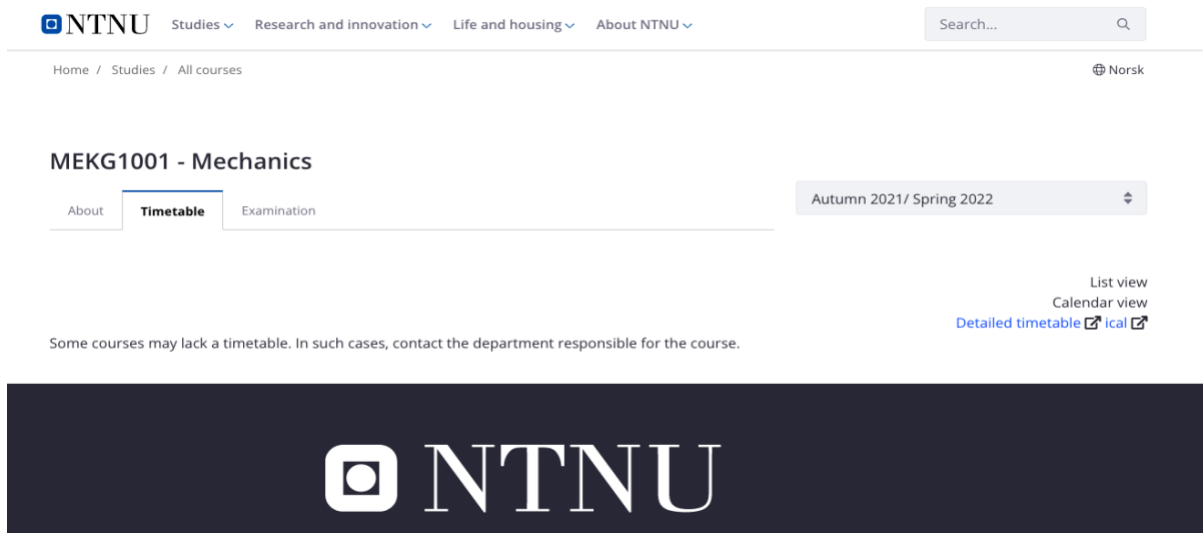 NTNU Studies Research and innovation Life and housing About NTNU Search...
Home / Studies / All courses Norsk
MEKG1001 - Mechanics
About Timetable Examination Autumn 2021/ Spring 2022
List view
Calendar view
Detailed timetable ical
Some courses may lack a timetable. In such cases, contact the department responsible for the course.
NTNU